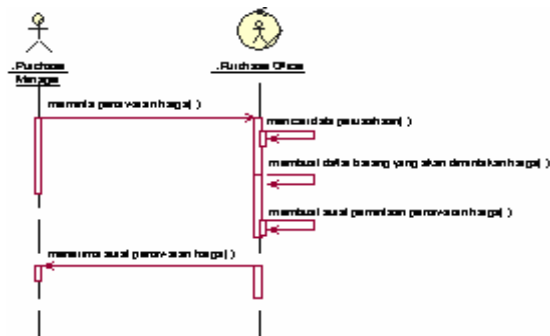 : Purchase
Manager
: Purchase Officer
meminta penawaran harga( )
mencari data perusahaan( )
membuat daftar barang yang akan dimintakan harga( )
membuat surat permintaan penawaran harga( )
menerima surat penawaran harga( )